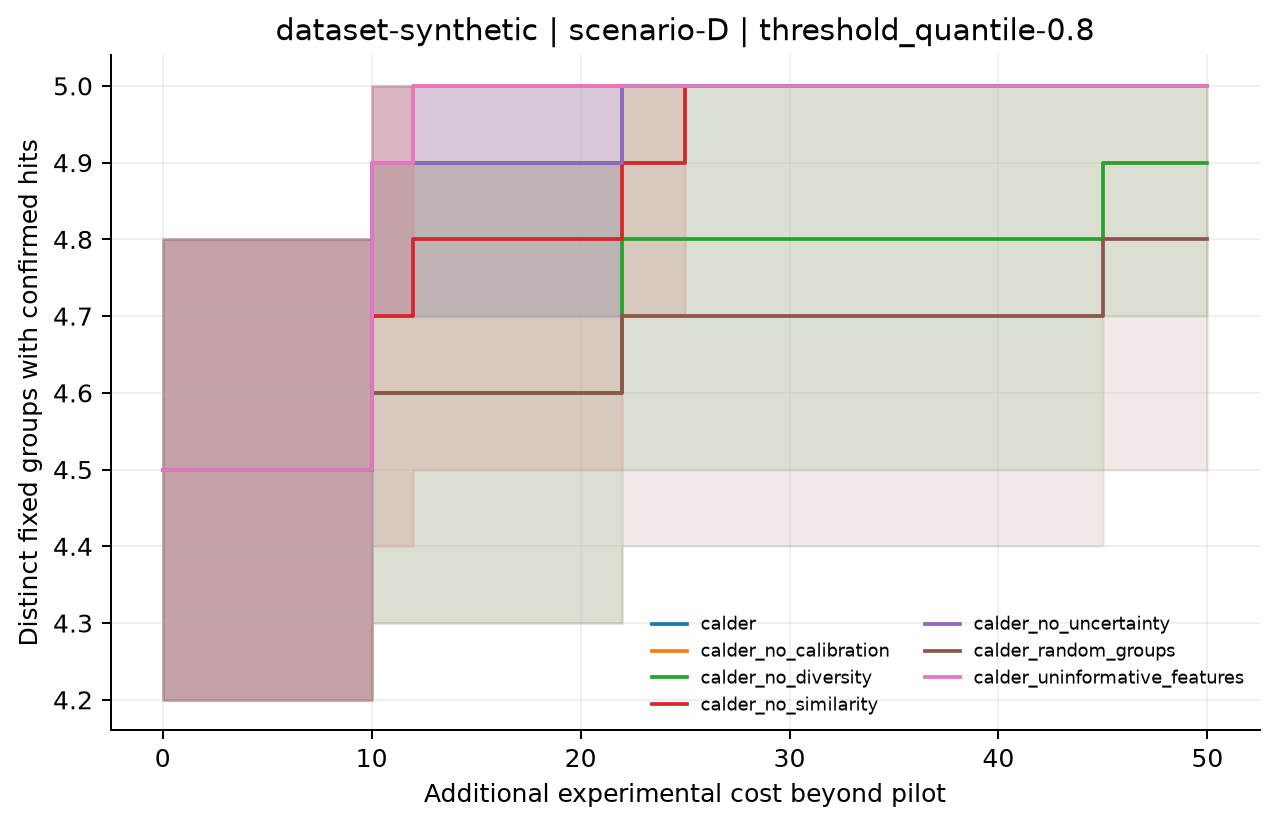 dataset-synthetic | scenario-D | threshold_quantile-0.8
Distinct fixed groups with confirmed hits
5.0
4.9
4.8
4.7
4.6
4.5
4.4
4.3
4.2
0
10
20
30
40
50
Additional experimental cost beyond pilot
calder
calder_no_calibration
calder_no_diversity
calder_no_similarity
calder_no_uncertainty
calder_random_groups
calder_uninformative_features